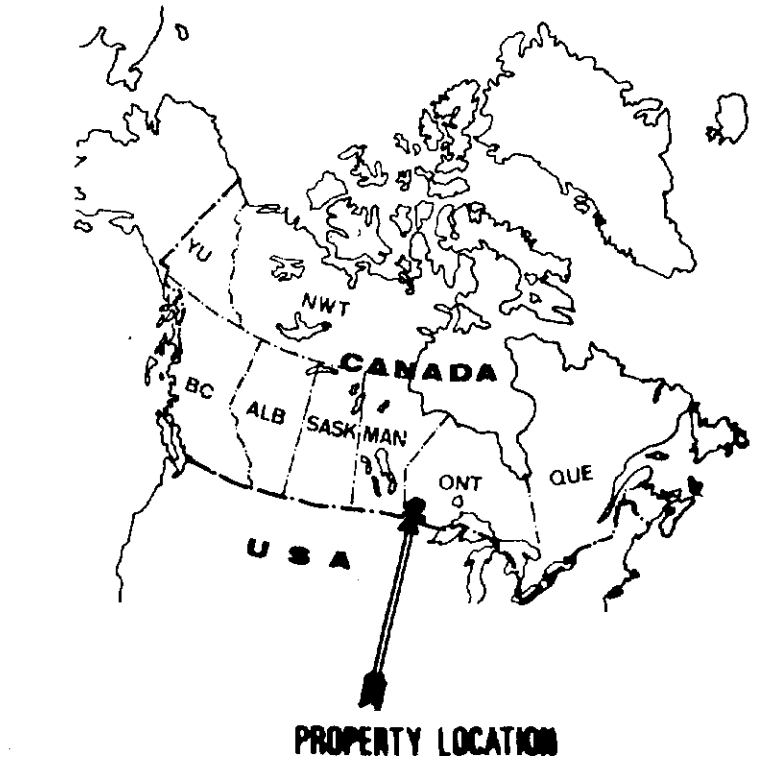 YU
NWT
CANADA
BC
ALB
SASK
MAN
ONT
QUE
USA
PROPERTY LOCATION